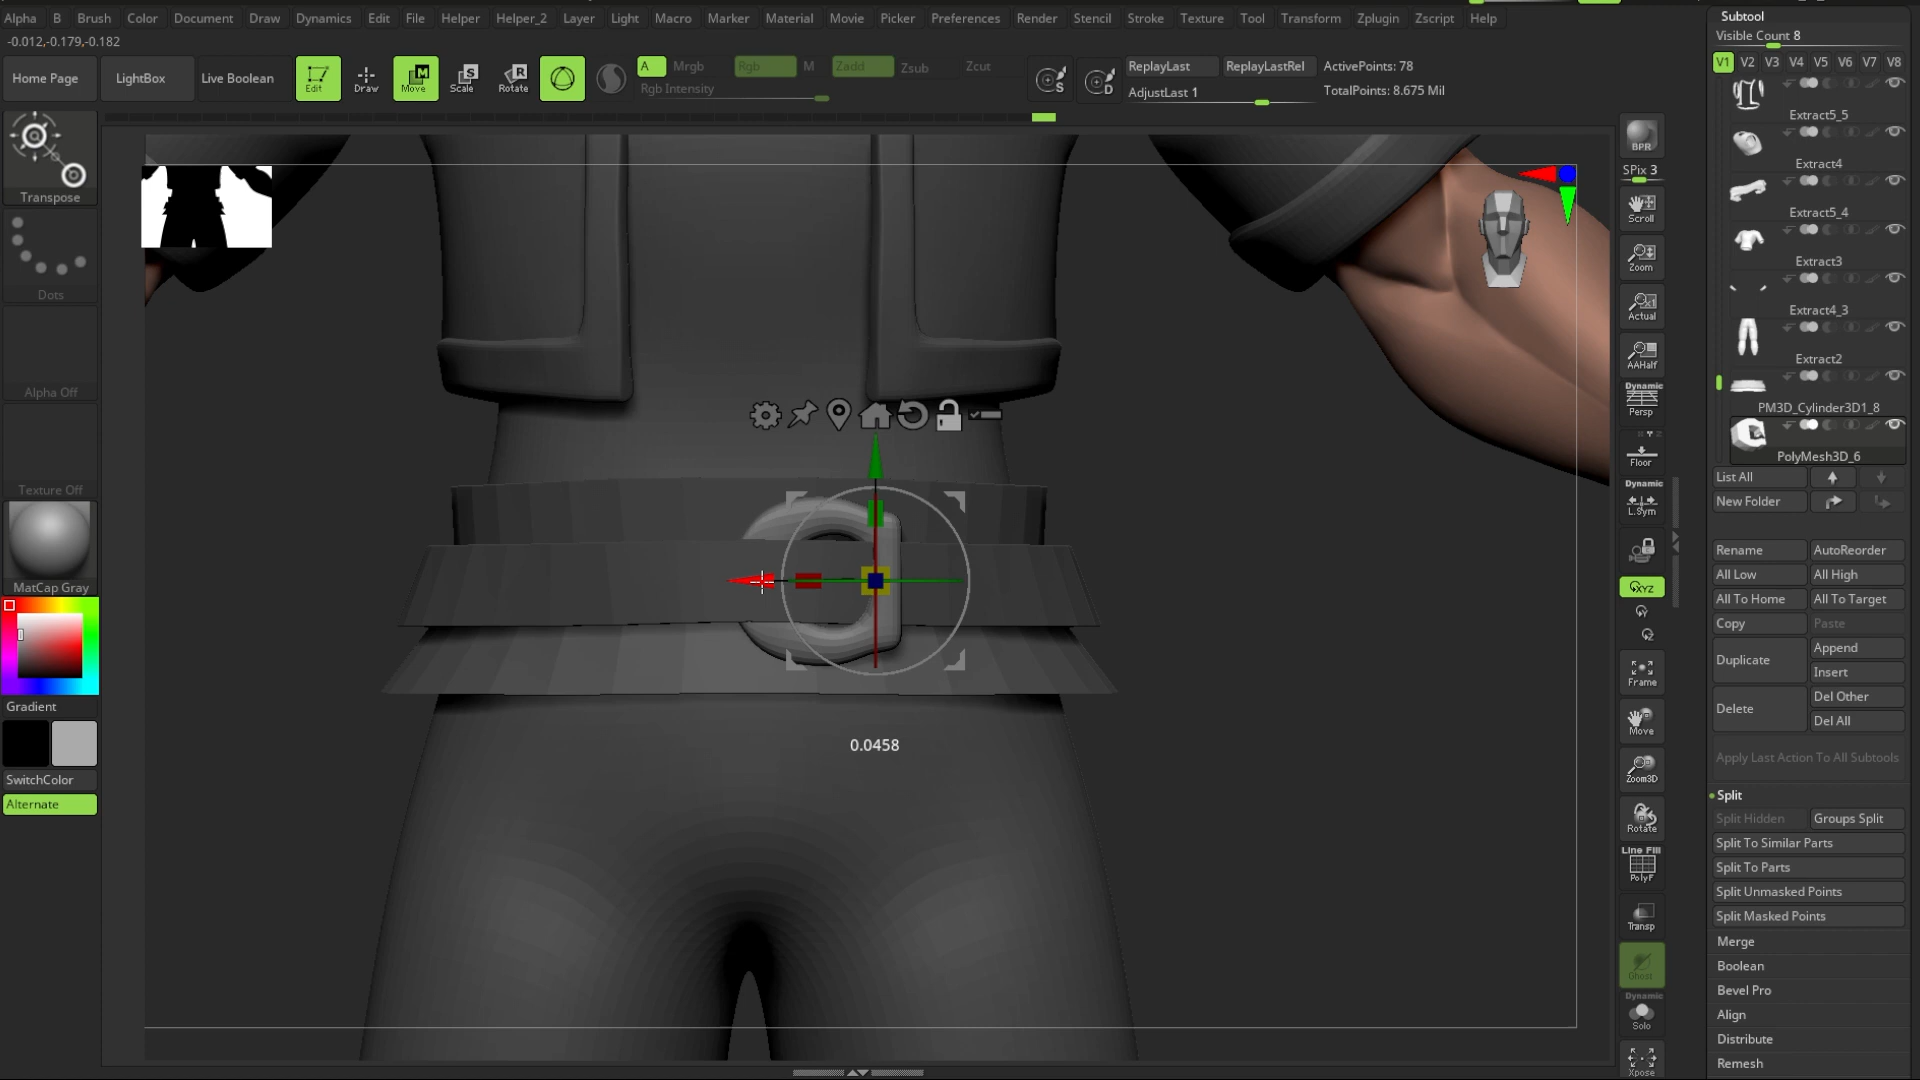 Alpha B Brush Color Document Draw Dynamics Edit File Helper Helper_2 Layer Light Macro Marker Material Movie Picker Preferences Render Stencil Stroke Texture Tool Transform Zplugin Zscript Help
-0.012,-0.179,-0.182
Home Page LightBox Live Boolean Edit Draw Move Scale Rotate
A Mrgb Rgb M Zadd Zsub Zcut
Rgb Intensity
ReplayLast ReplayLastRel ActivePoints: 78
AdjustLast 1 TotalPoints: 8.675 Mil
Transpose
Dots
Alpha Off
Texture Off
MatCap Gray
Gradient
SwitchColor
Alternate
0.0458
BPR
SPix 3
Scroll
Zoom
Actual
AAHalf
Dynamic
Persp
Floor
Dynamic
L.Sym
XYZ
Frame
Move
Zoom3D
Rotate
Line Fill
PolyF
Transp
Ghost
Dynamic
Solo
Xpose
Subtool
Visible Count 8
V1 V2 V3 V4 V5 V6 V7 V8
Extract5_5
Extract4
Extract5_4
Extract3
Extract4_3
Extract2
PM3D_Cylinder3D1_8
PolyMesh3D_6
List All
New Folder
Rename AutoReorder
All Low All High
All To Home All To Target
Copy Paste
Duplicate Append
Insert
Delete Del Other
Del All
Apply Last Action To All Subtools
Split
Split Hidden Groups Split
Split To Similar Parts
Split To Parts
Split Unmasked Points
Split Masked Points
Merge
Boolean
Bevel Pro
Align
Distribute
Remesh